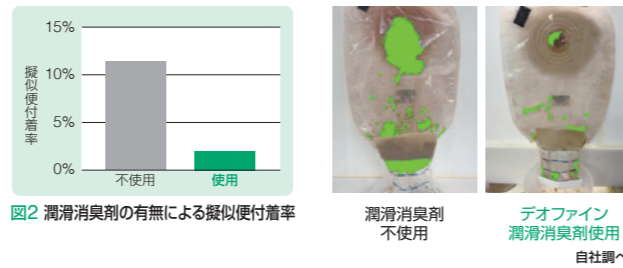 15%
10%
5%
0%
擬似便付着率
不使用
使用
図2 潤滑消臭剤の有無による擬似便付着率
潤滑消臭剤
不使用
デオファイン
潤滑消臭剤使用
自社調べ